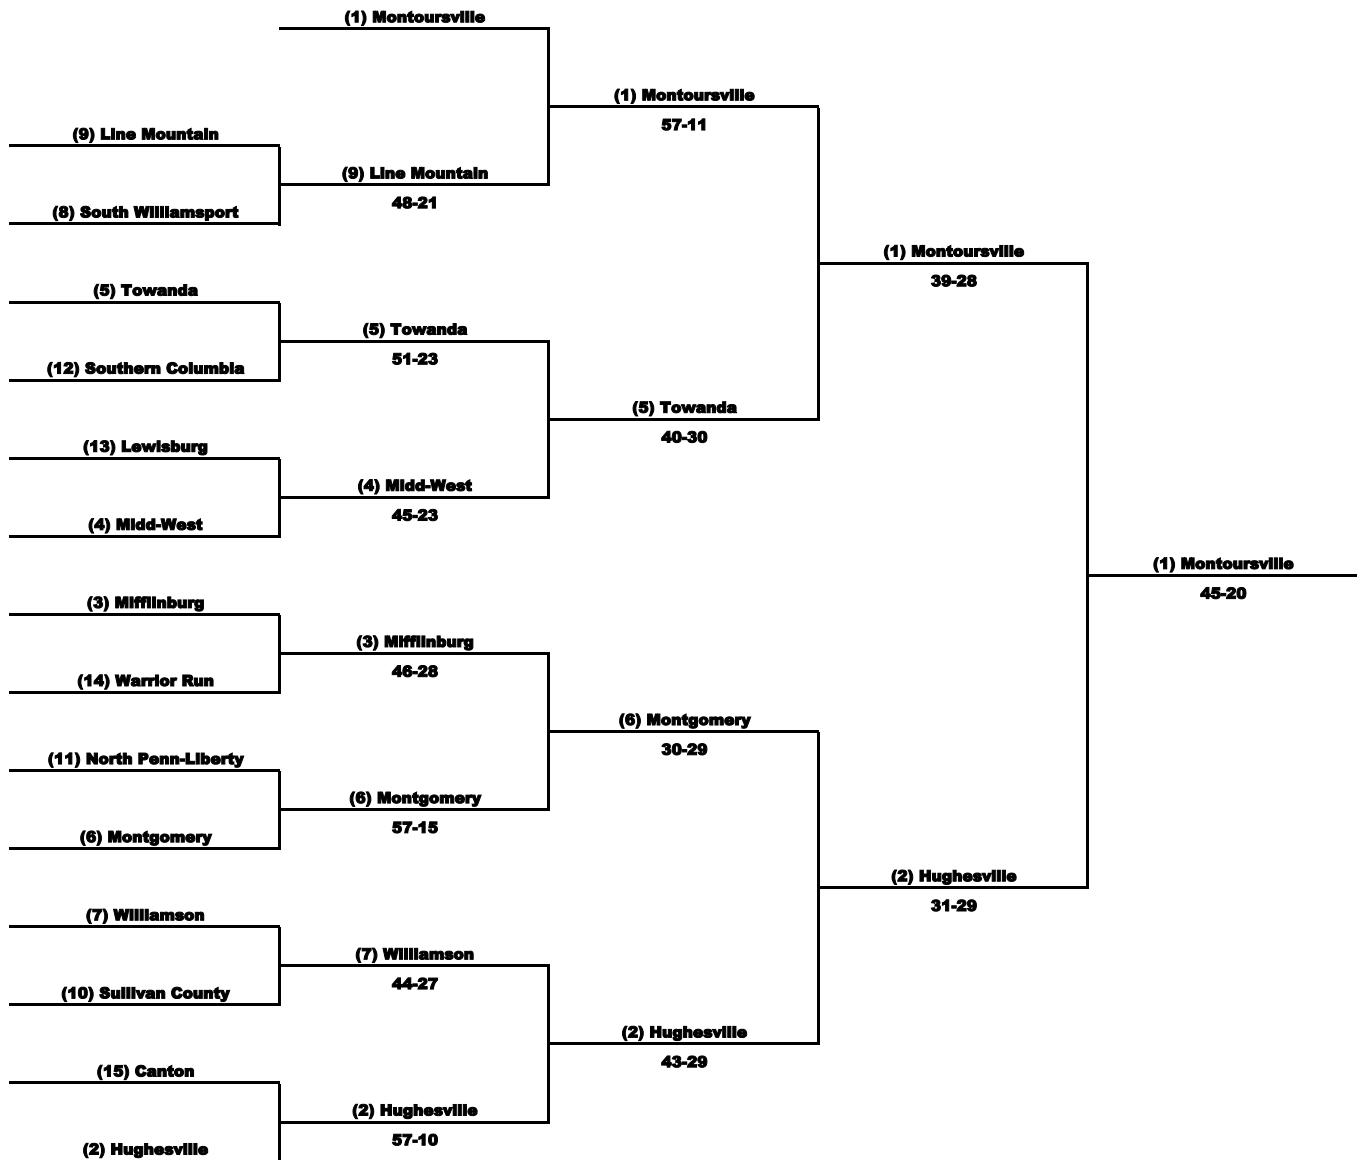 (1) Montoursville
(1) Montoursville
57-11
(9) Line Mountain
(9) Line Mountain
48-21
(8) South Williamsport
(1) Montoursville
39-28
(5) Towanda
(5) Towanda
51-23
(12) Southern Columbia
(5) Towanda
40-30
(13) Lewisburg
(4) Midd-West
45-23
(4) Midd-West
(1) Montoursville
45-20
(3) Mifflinburg
(3) Mifflinburg
46-28
(14) Warrior Run
(6) Montgomery
30-29
(11) North Penn-Liberty
(6) Montgomery
57-15
(6) Montgomery
(2) Hughesville
31-29
(7) Williamson
(7) Williamson
44-27
(10) Sullivan County
(2) Hughesville
43-29
(15) Canton
(2) Hughesville
57-10
(2) Hughesville